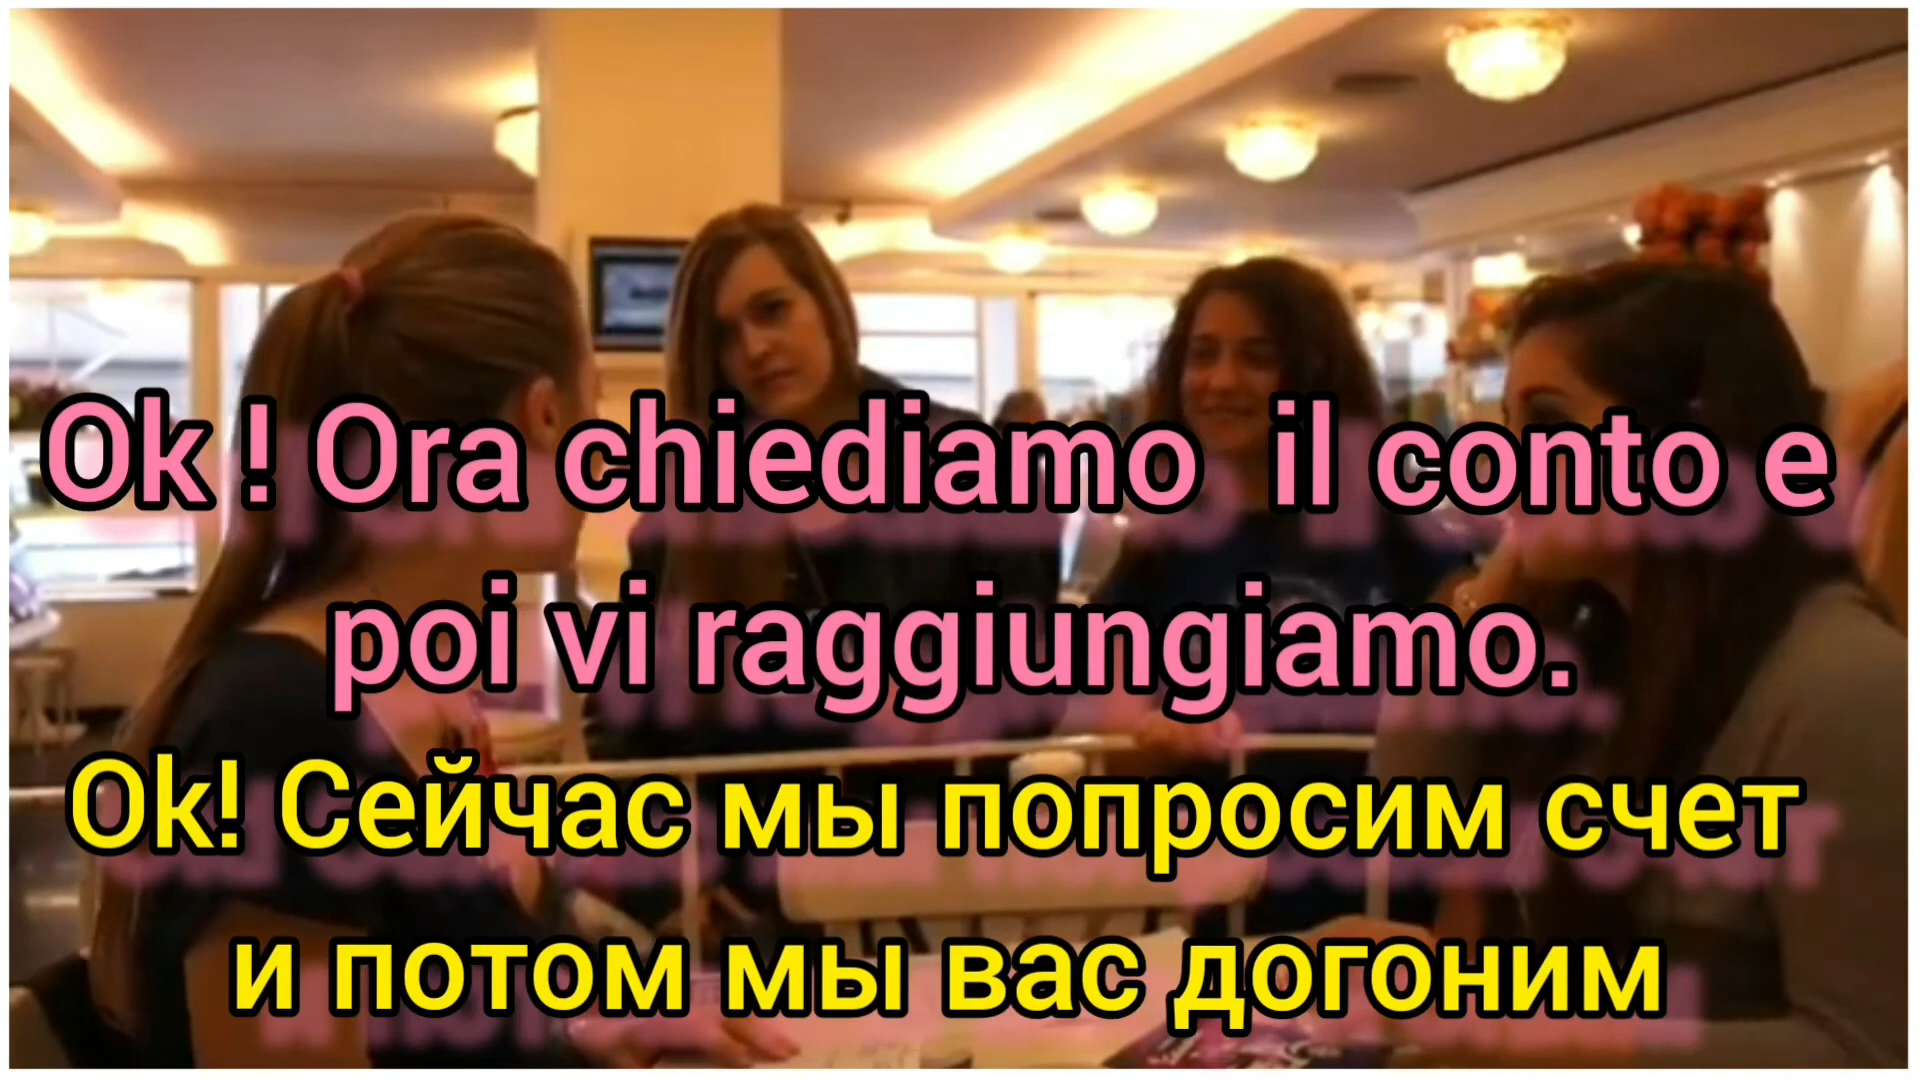 Ok ! Ora chiediamo il conto e
poi vi raggiungiamo.
Ok! Сейчас мы попросим счет
и потом мы вас догоним